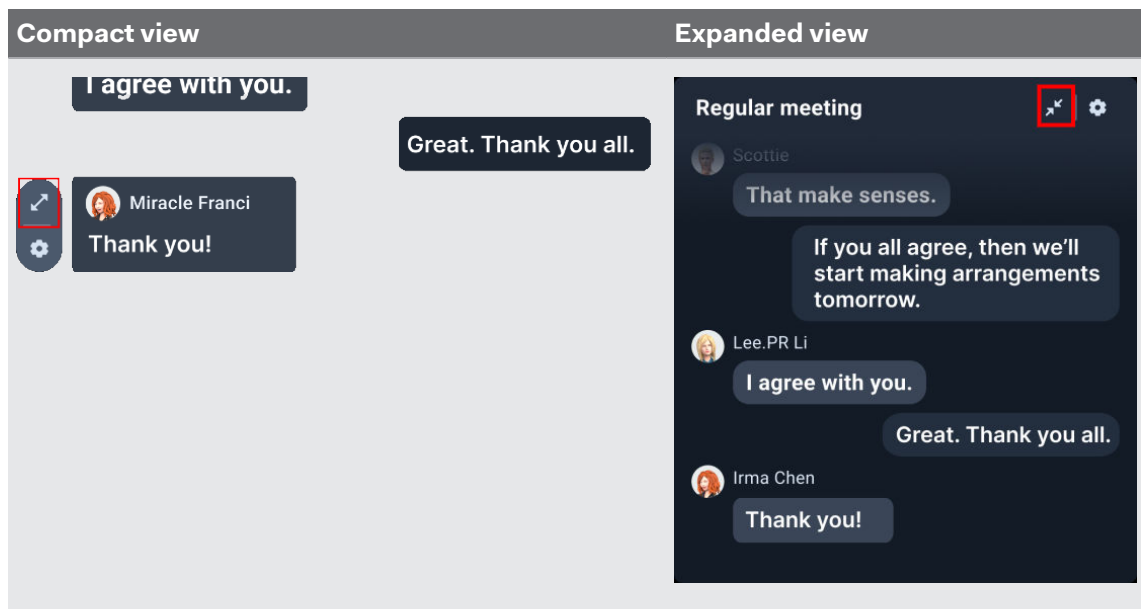 Compact view
Expanded view
I agree with you.
Great. Thank you all.
Miracle Franci
Thank you!
Regular meeting
Scottie
That make senses.
If you all agree, then we'll
start making arrangements
tomorrow.
Lee.PR Li
I agree with you.
Great. Thank you all.
Irma Chen
Thank you!